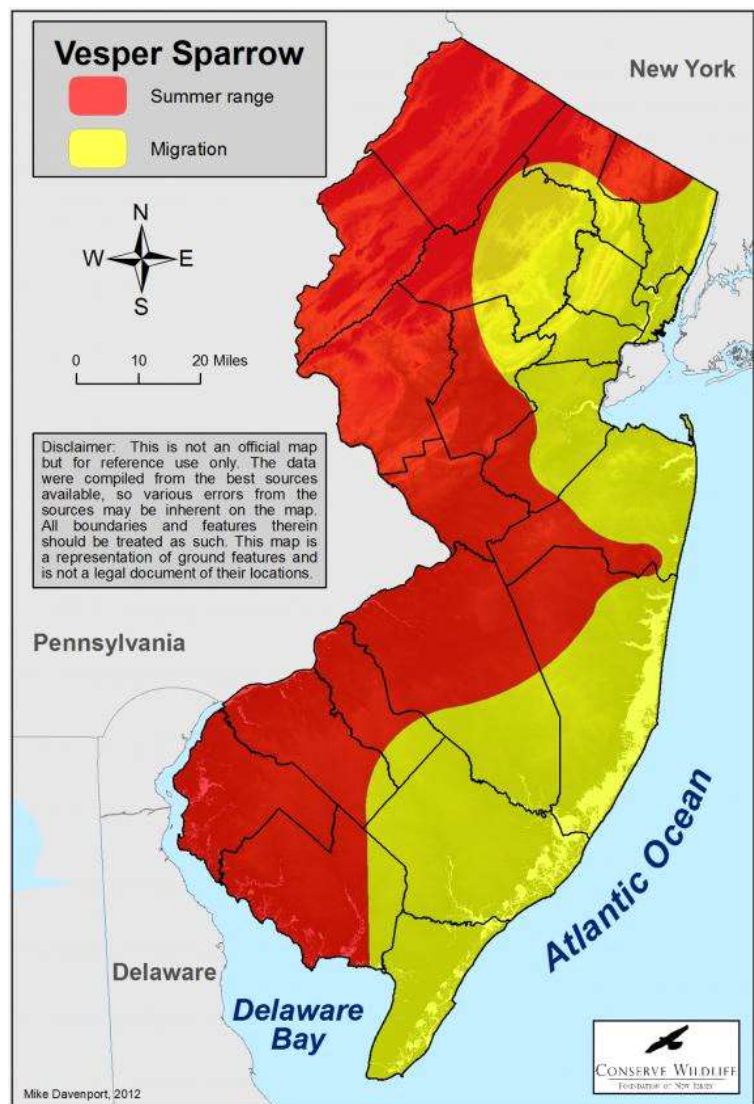 Vesper Sparrow
Summer range
Migration
New York
N
W E
S
0 10 20 Miles
Disclaimer: This is not an official map
but for reference use only. The data
were compiled from the best sources
available, so various errors from the
sources may be inherent on the map.
All boundaries and features therein
should be treated as such. This map is
a representation of ground features and
is not a legal document of their locations.
Pennsylvania
Atlantic Ocean
Delaware
Delaware
Bay
CONSERVE WILDLIFE
FOUNDATION OF NEW JERSEY
Mike Davenport, 2012